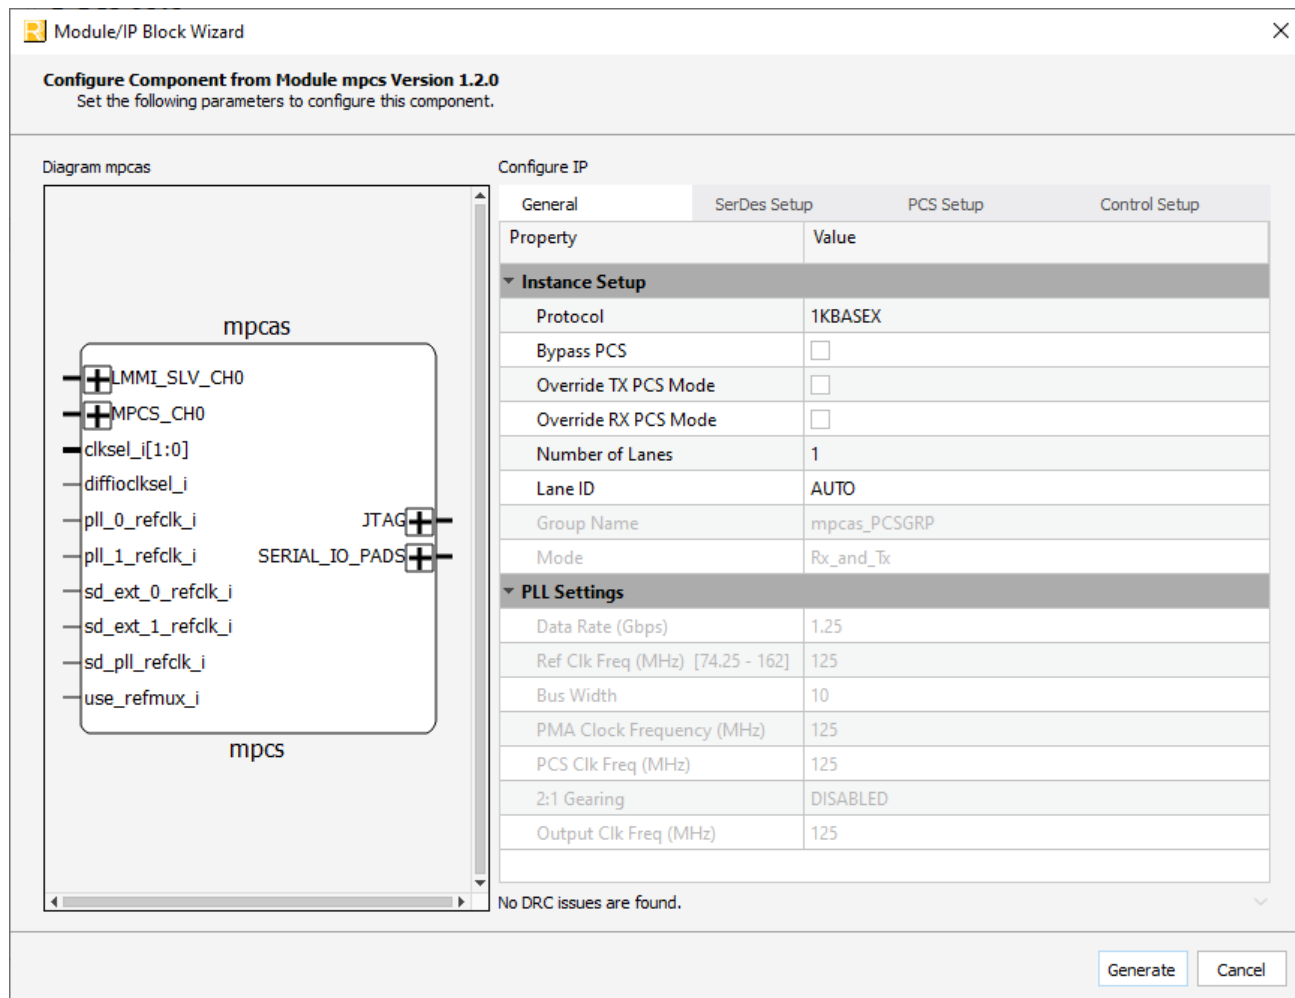 Module/IP Block Wizard
Configure Component from Module mpcs Version 1.2.0
Set the following parameters to configure this component.
Diagram mpcas
Configure IP
General SerDes Setup PCS Setup Control Setup
Property Value
Instance Setup
Protocol 1KBASEX
Bypass PCS
Override TX PCS Mode
Override RX PCS Mode
Number of Lanes 1
Lane ID AUTO
Group Name mpcas_PCSGRP
Mode Rx_and_Tx
PLL Settings
Data Rate (Gbps) 1.25
Ref Clk Freq (MHz) [74.25 - 162] 125
Bus Width 10
PMA Clock Frequency (MHz) 125
PCS Clk Freq (MHz) 125
2:1 Gearing DISABLED
Output Clk Freq (MHz) 125
mpcas
LMMI_SLV_CH0
MPCS_CH0
clksel_i[1:0]
diffioclksel_i
pll_0_refclk_i JTAG
pll_1_refclk_i SERIAL_IO_PADS
sd_ext_0_refclk_i
sd_ext_1_refclk_i
sd_pll_refclk_i
use_refmux_i
mpcs
No DRC issues are found.
Generate Cancel